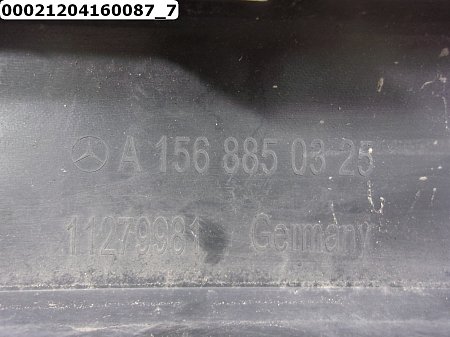 00021204160087_7
A 156 885 03 25
11279981 Germany